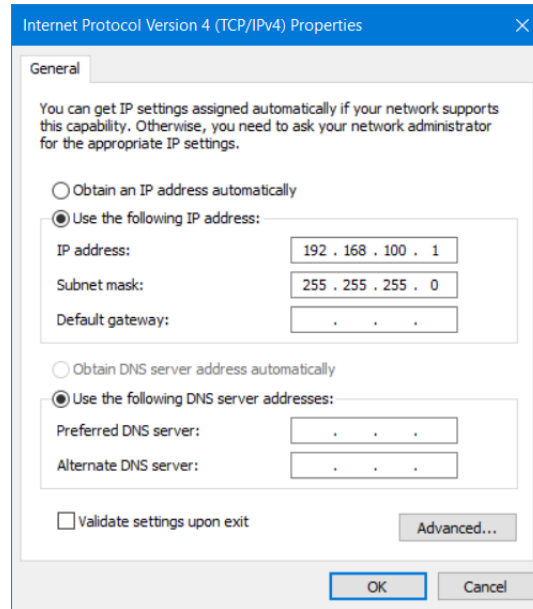 Internet Protocol Version 4 (TCP/IPv4) Properties
General
You can get IP settings assigned automatically if your network supports
this capability. Otherwise, you need to ask your network administrator
for the appropriate IP settings.
Obtain an IP address automatically
Use the following IP address:
IP address: 192 . 168 . 100 . 1
Subnet mask: 255 . 255 . 255 . 0
Default gateway: . . .
Obtain DNS server address automatically
Use the following DNS server addresses:
Preferred DNS server: . . .
Alternate DNS server: . . .
Validate settings upon exit
Advanced...
OK Cancel